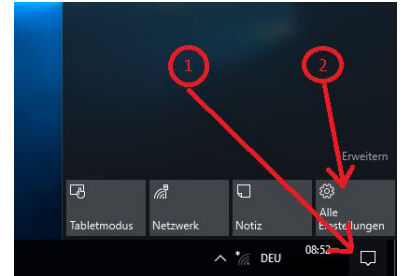 1
2
Erweitern
Tabletmodus
Netzwerk
Notiz
Alle
Einstellungen
DEU
08:52